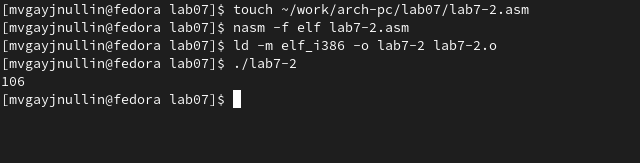 [mvgayjnullin@fedora lab07]$ touch ~/work/arch-pc/lab07/lab7-2.asm
[mvgayjnullin@fedora lab07]$ nasm -f elf lab7-2.asm
[mvgayjnullin@fedora lab07]$ ld -m elf_i386 -o lab7-2 lab7-2.o
[mvgayjnullin@fedora lab07]$ ./lab7-2
106
[mvgayjnullin@fedora lab07]$